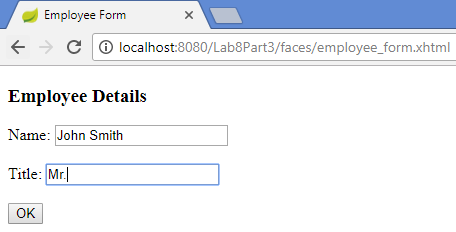 Employee Form
localhost:8080/Lab8Part3/faces/employee_form.xhtml
Employee Details
Name: John Smith
Title: Mr.
OK